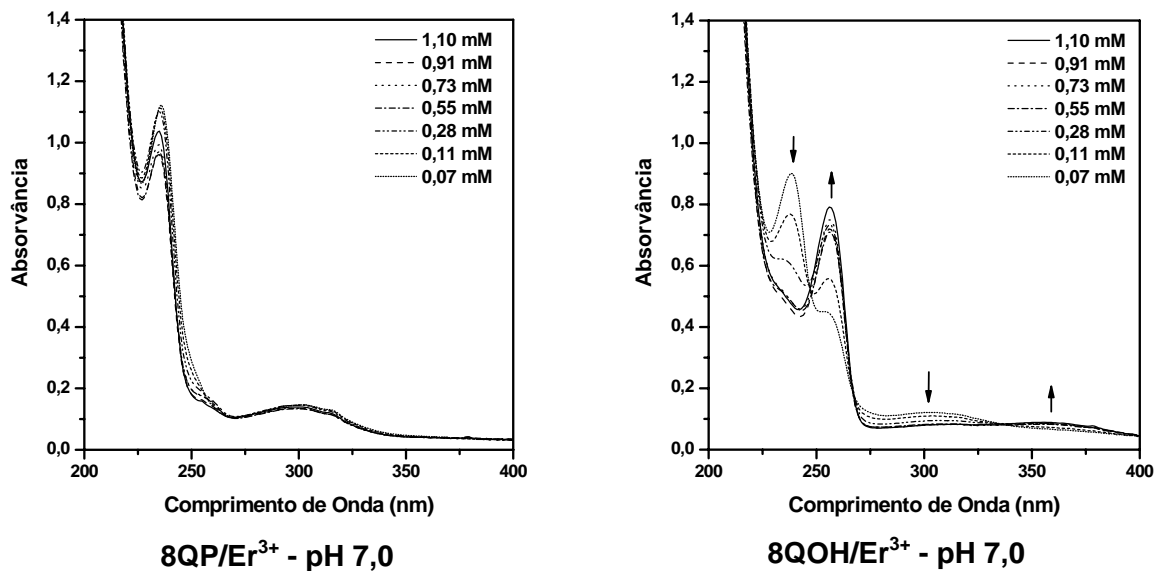 1,4
1,2
1,0
0,8
0,6
0,4
0,2
0,0
Absorvância
200
250
300
350
400
Comprimento de Onda (nm)
1,10 mM
0,91 mM
0,73 mM
0,55 mM
0,28 mM
0,11 mM
0,07 mM
8QP/Er³⁺ - pH 7,0
1,4
1,2
1,0
0,8
0,6
0,4
0,2
0,0
Absorvância
200
250
300
350
400
Comprimento de Onda (nm)
1,10 mM
0,91 mM
0,73 mM
0,55 mM
0,28 mM
0,11 mM
0,07 mM
8QOH/Er³⁺ - pH 7,0